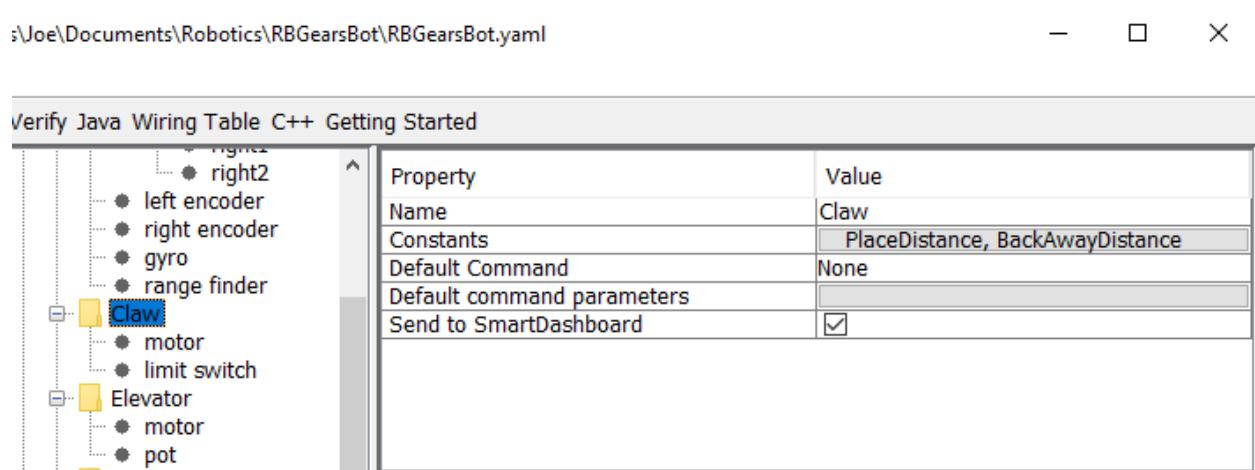 s\Joe\Documents\Robotics\RBGearsBot\RBGearsBot.yaml
Verify Java Wiring Table C++ Getting Started
right1
right2
left encoder
right encoder
gyro
range finder
Claw
motor
limit switch
Elevator
motor
pot
Property Value
Name Claw
Constants PlaceDistance, BackAwayDistance
Default Command None
Default command parameters
Send to SmartDashboard